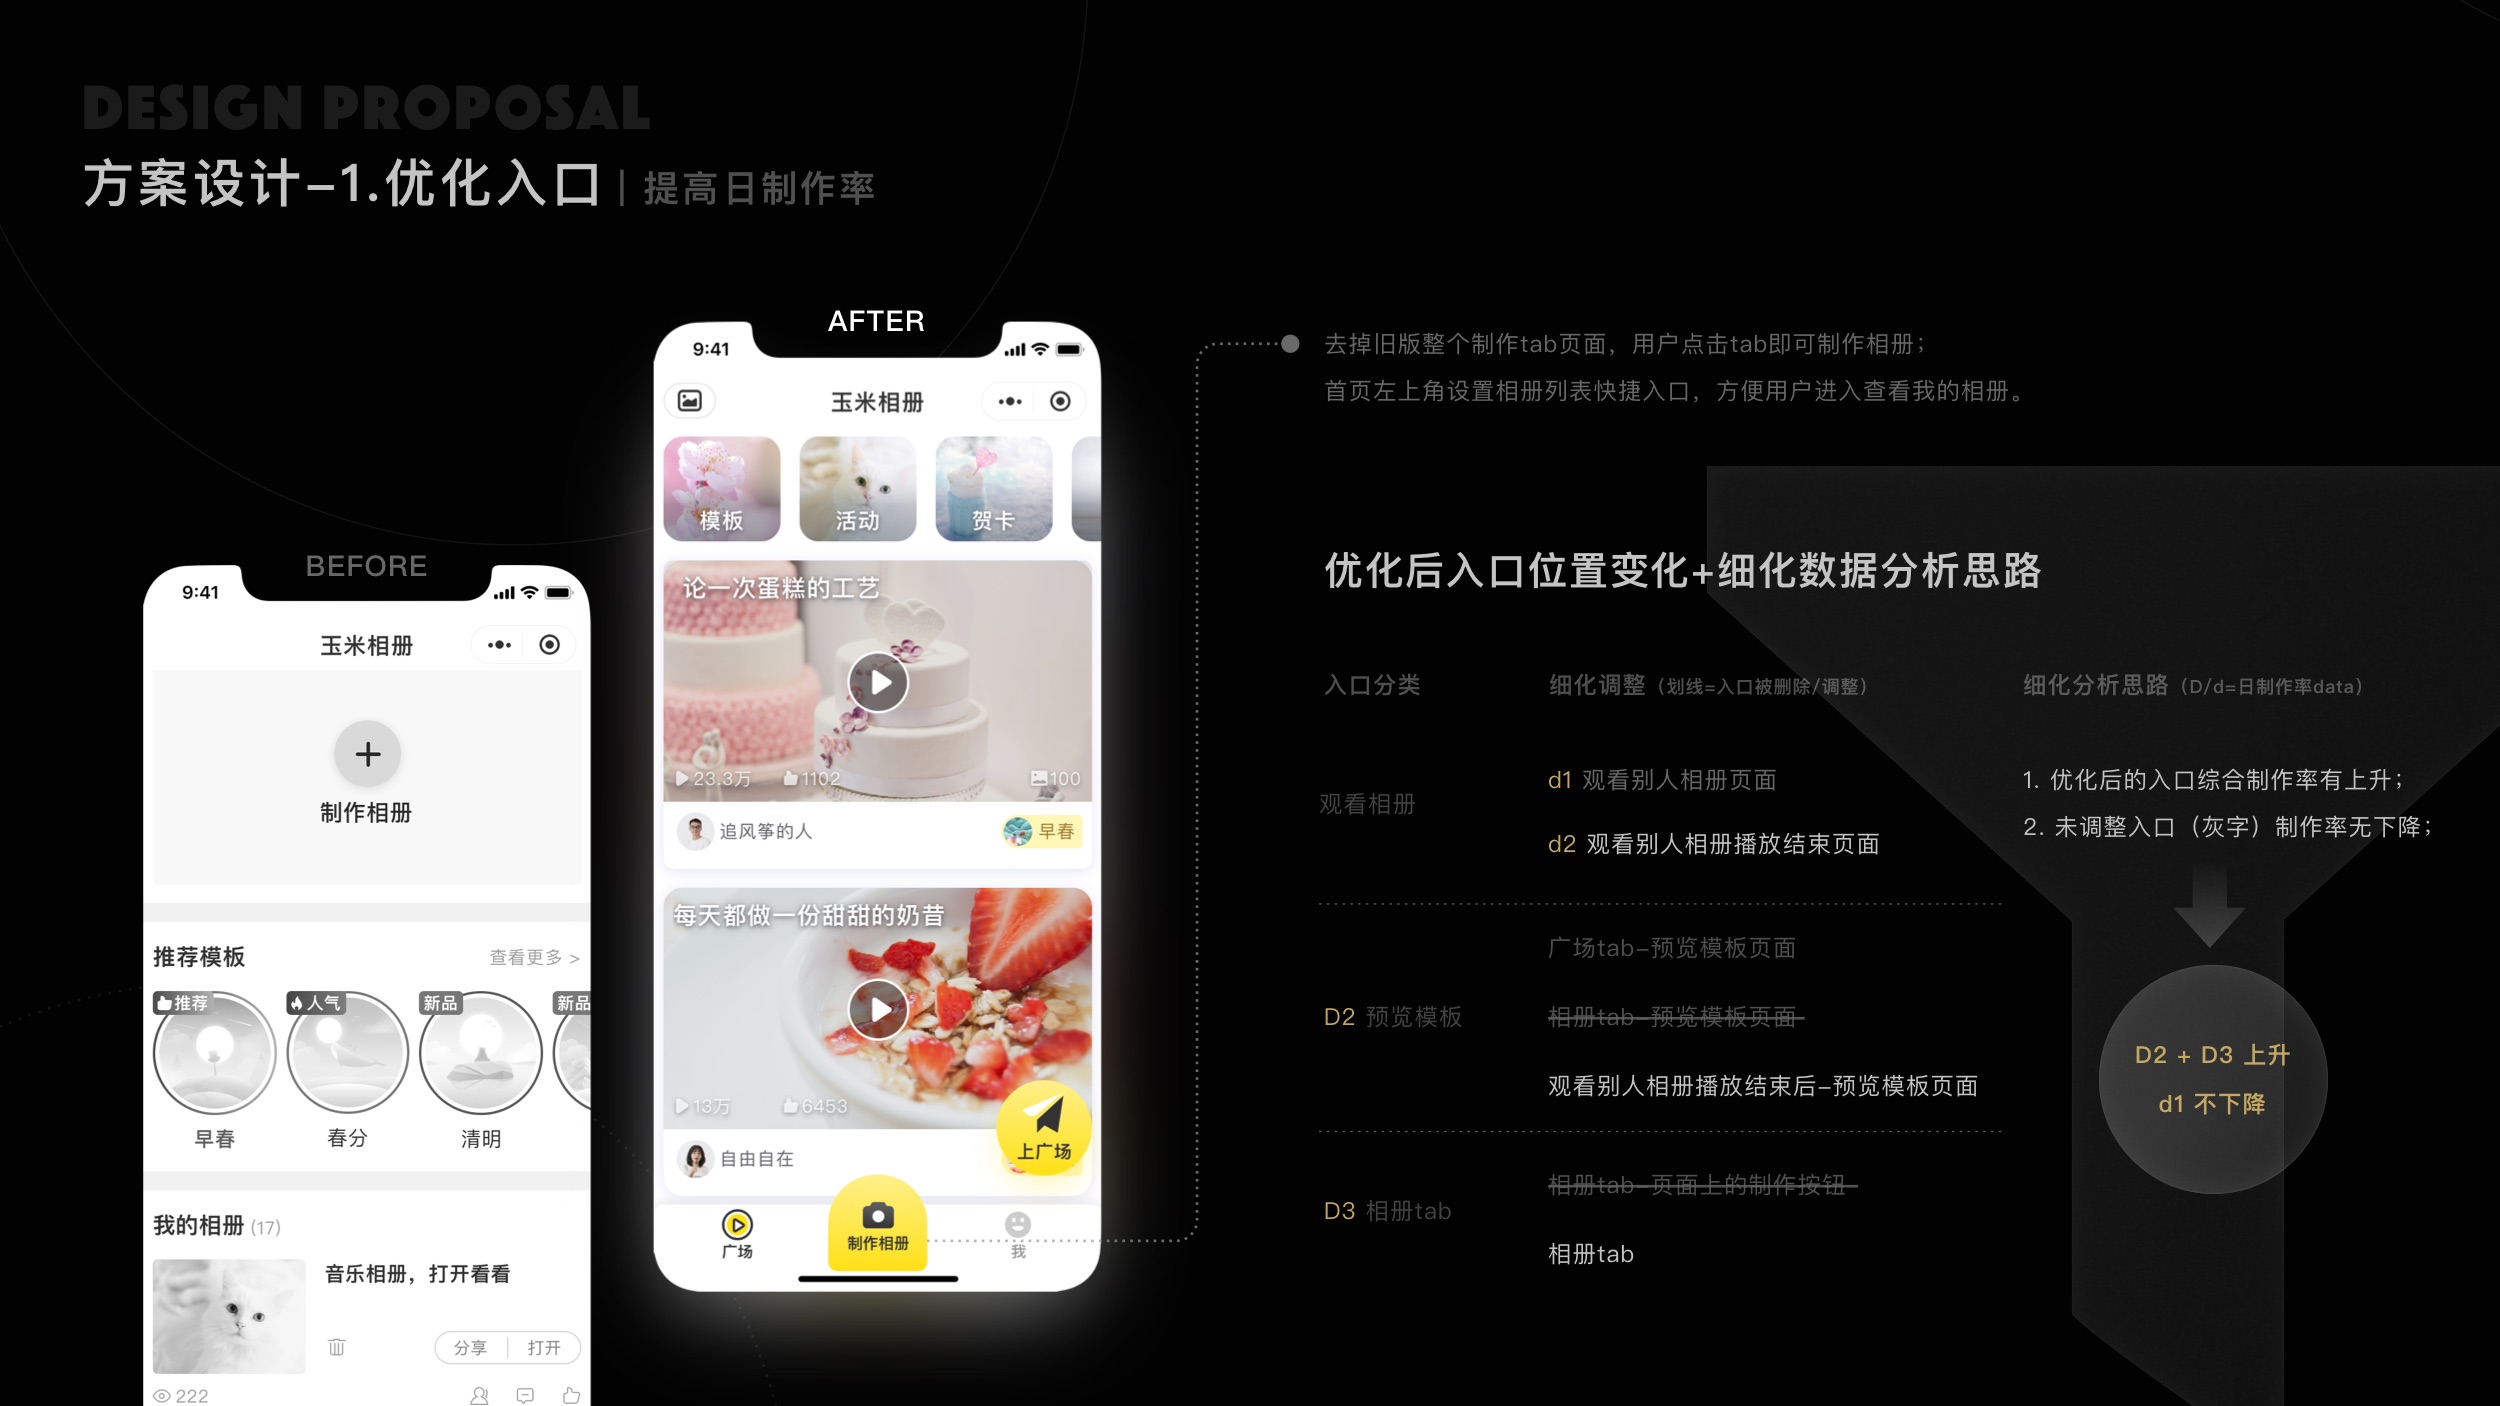 DESIGN PROPOSAL
方案设计-1.优化入口 | 提高日制作率
BEFORE
9:41
玉米相册
制作相册
推荐模板
查看更多 >
推荐
人气
新品
新品
早春
春分
清明
我的相册 (17)
音乐相册，打开看看
分享
打开
222
AFTER
9:41
玉米相册
模板
活动
贺卡
论一次蛋糕的工艺
23.3万
1102
100
追风筝的人
早春
每天都做一份甜甜的奶昔
13万
6453
自由自在
上广场
广场
制作相册
我
去掉旧版整个制作tab页面，用户点击tab即可制作相册；
首页左上角设置相册列表快捷入口，方便用户进入查看我的相册。
优化后入口位置变化+细化数据分析思路
入口分类
细化调整（划线=入口被删除/调整）
细化分析思路（D/d=日制作率data）
观看相册
d1 观看别人相册页面
d2 观看别人相册播放结束页面
1. 优化后的入口综合制作率有上升；
2. 未调整入口（灰字）制作率无下降；
D2 预览模板
广场tab-预览模板页面
相册tab-预览模板页面
观看别人相册播放结束后-预览模板页面
D3 相册tab
相册tab-页面上的制作按钮
相册tab
D2 + D3 上升
d1 不下降